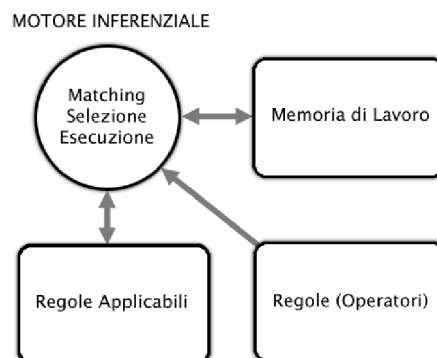 MOTORE INFERENZIALE
Matching
Selezione
Esecuzione
Memoria di Lavoro
Regole Applicabili
Regole (Operatori)